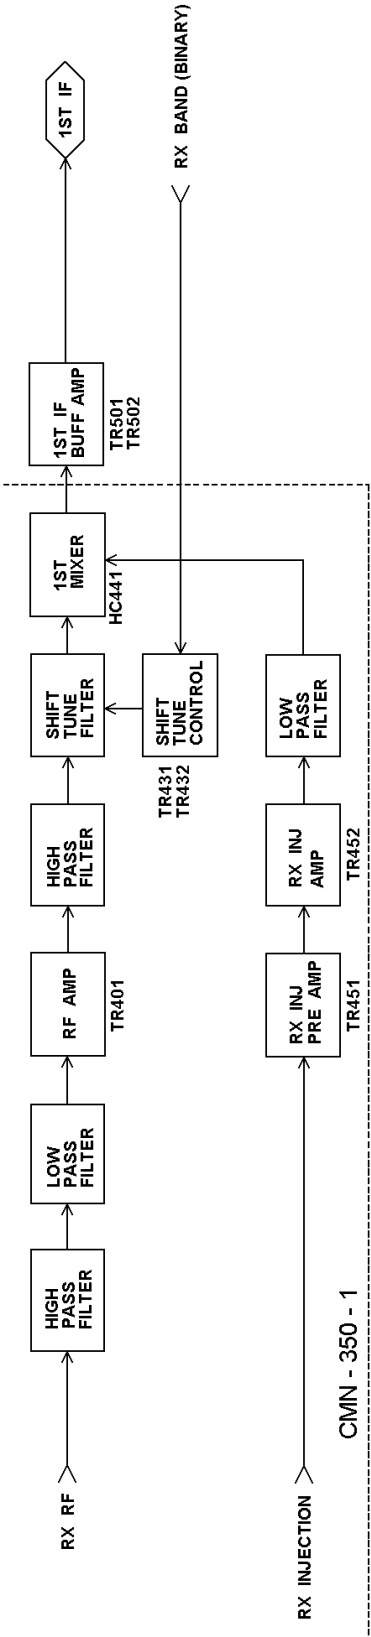 RX RF
HIGH
PASS
FILTER
LOW
PASS
FILTER
RF AMP
TR401
HIGH
PASS
FILTER
SHIFT
TUNE
FILTER
1ST
MIXER
HC441
1ST IF
BUFF AMP
TR501
TR502
1ST IF
SHIFT
TUNE
CONTROL
TR431
TR432
RX BAND (BINARY)
RX INJECTION
RX INJ
PRE AMP
TR451
RX INJ
AMP
TR452
LOW
PASS
FILTER
CMN - 350 - 1